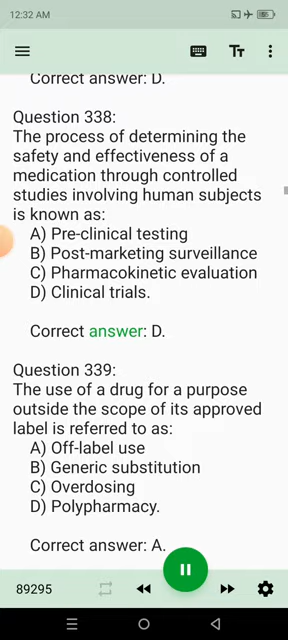 12:32 AM
Correct answer: D.
Question 338:
The process of determining the
safety and effectiveness of a
medication through controlled
studies involving human subjects
is known as:
A) Pre-clinical testing
B) Post-marketing surveillance
C) Pharmacokinetic evaluation
D) Clinical trials.
Correct answer: D.
Question 339:
The use of a drug for a purpose
outside the scope of its approved
label is referred to as:
A) Off-label use
B) Generic substitution
C) Overdosing
D) Polypharmacy.
Correct answer: A.
89295